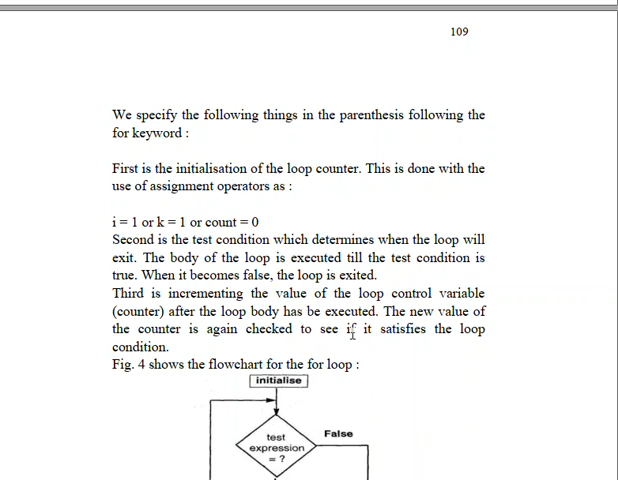 109
We specify the following things in the parenthesis following the
for keyword :
First is the initialisation of the loop counter. This is done with the
use of assignment operators as :
i = 1 or k = 1 or count = 0
Second is the test condition which determines when the loop will
exit. The body of the loop is executed till the test condition is
true. When it becomes false, the loop is exited.
Third is incrementing the value of the loop control variable
(counter) after the loop body has be executed. The new value of
the counter is again checked to see if it satisfies the loop
condition.
Fig. 4 shows the flowchart for the for loop :
initialise
False
test
expression
= ?